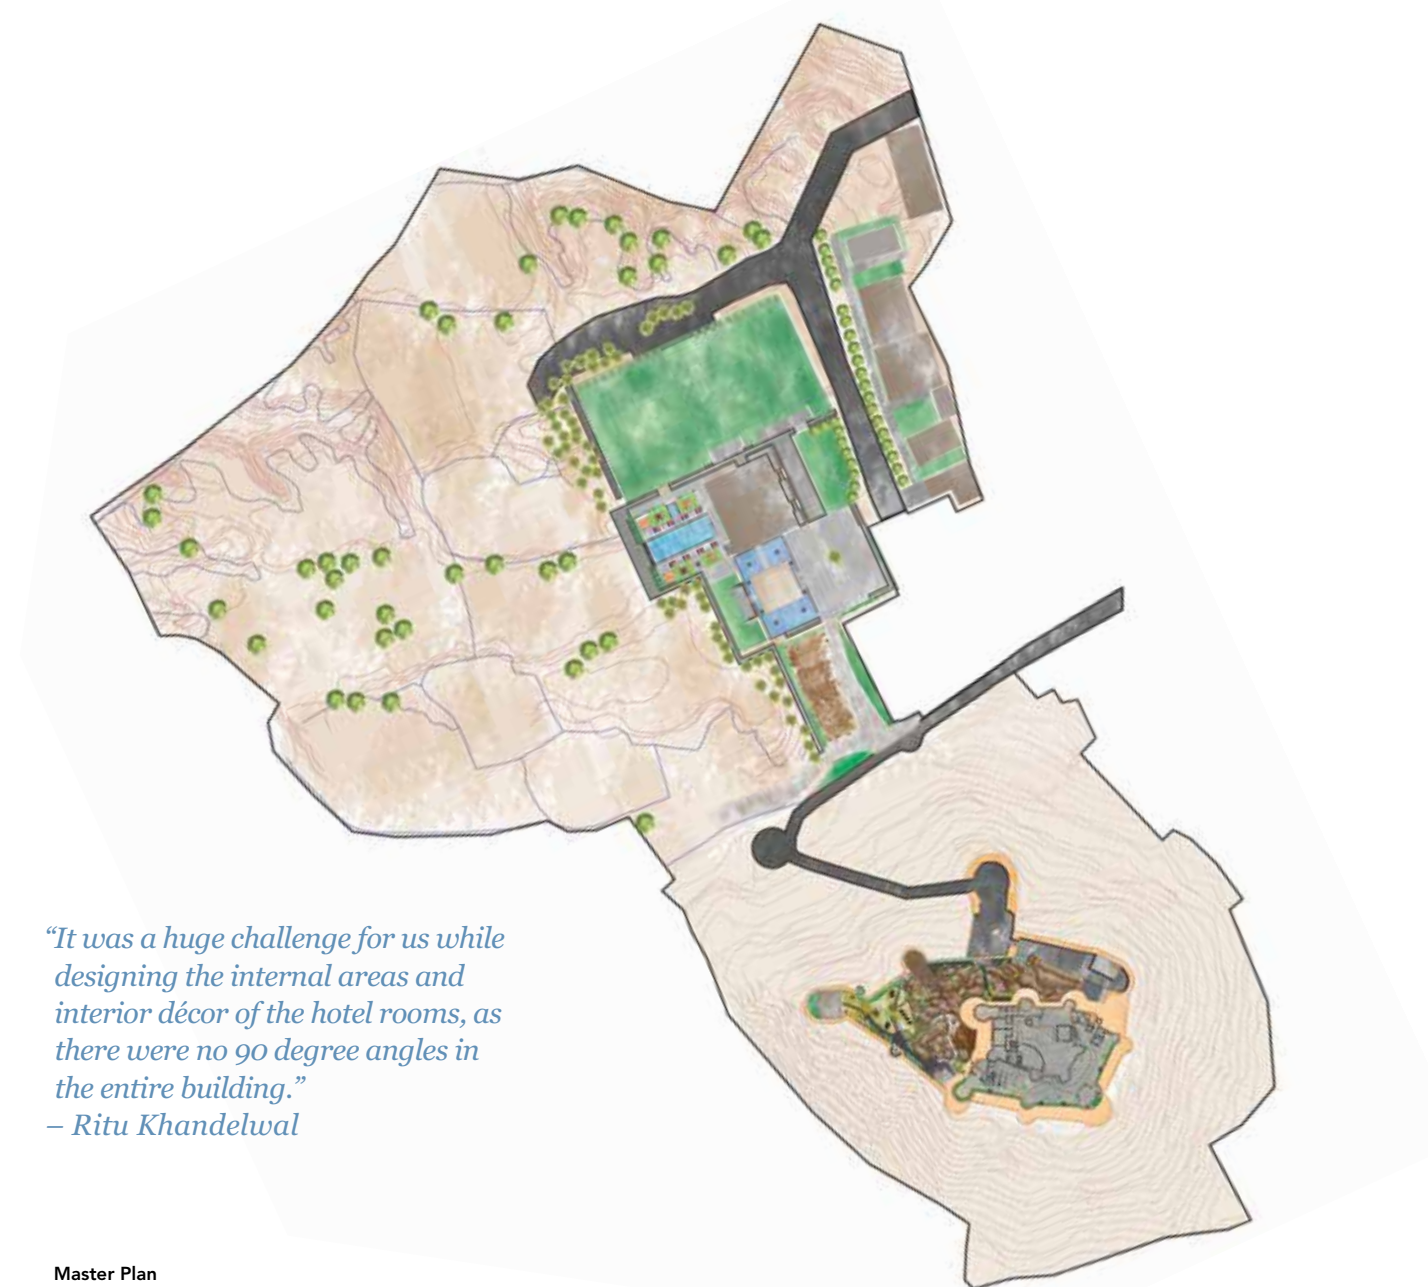 “It was a huge challenge for us while
designing the internal areas and
interior décor of the hotel rooms, as
there were no 90 degree angles in
the entire building.”
– Ritu Khandelwal
Master Plan